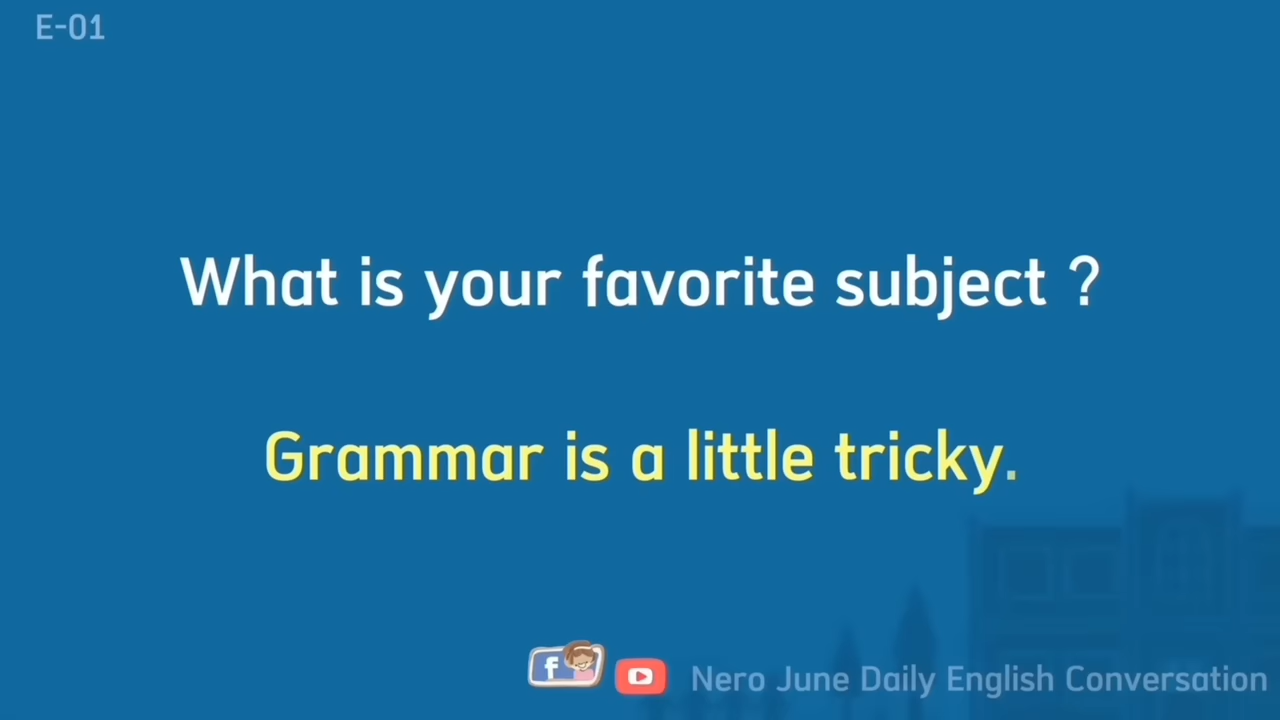 E-01
What is your favorite subject ?
Grammar is a little tricky.
f
Nero June Daily English Conversation